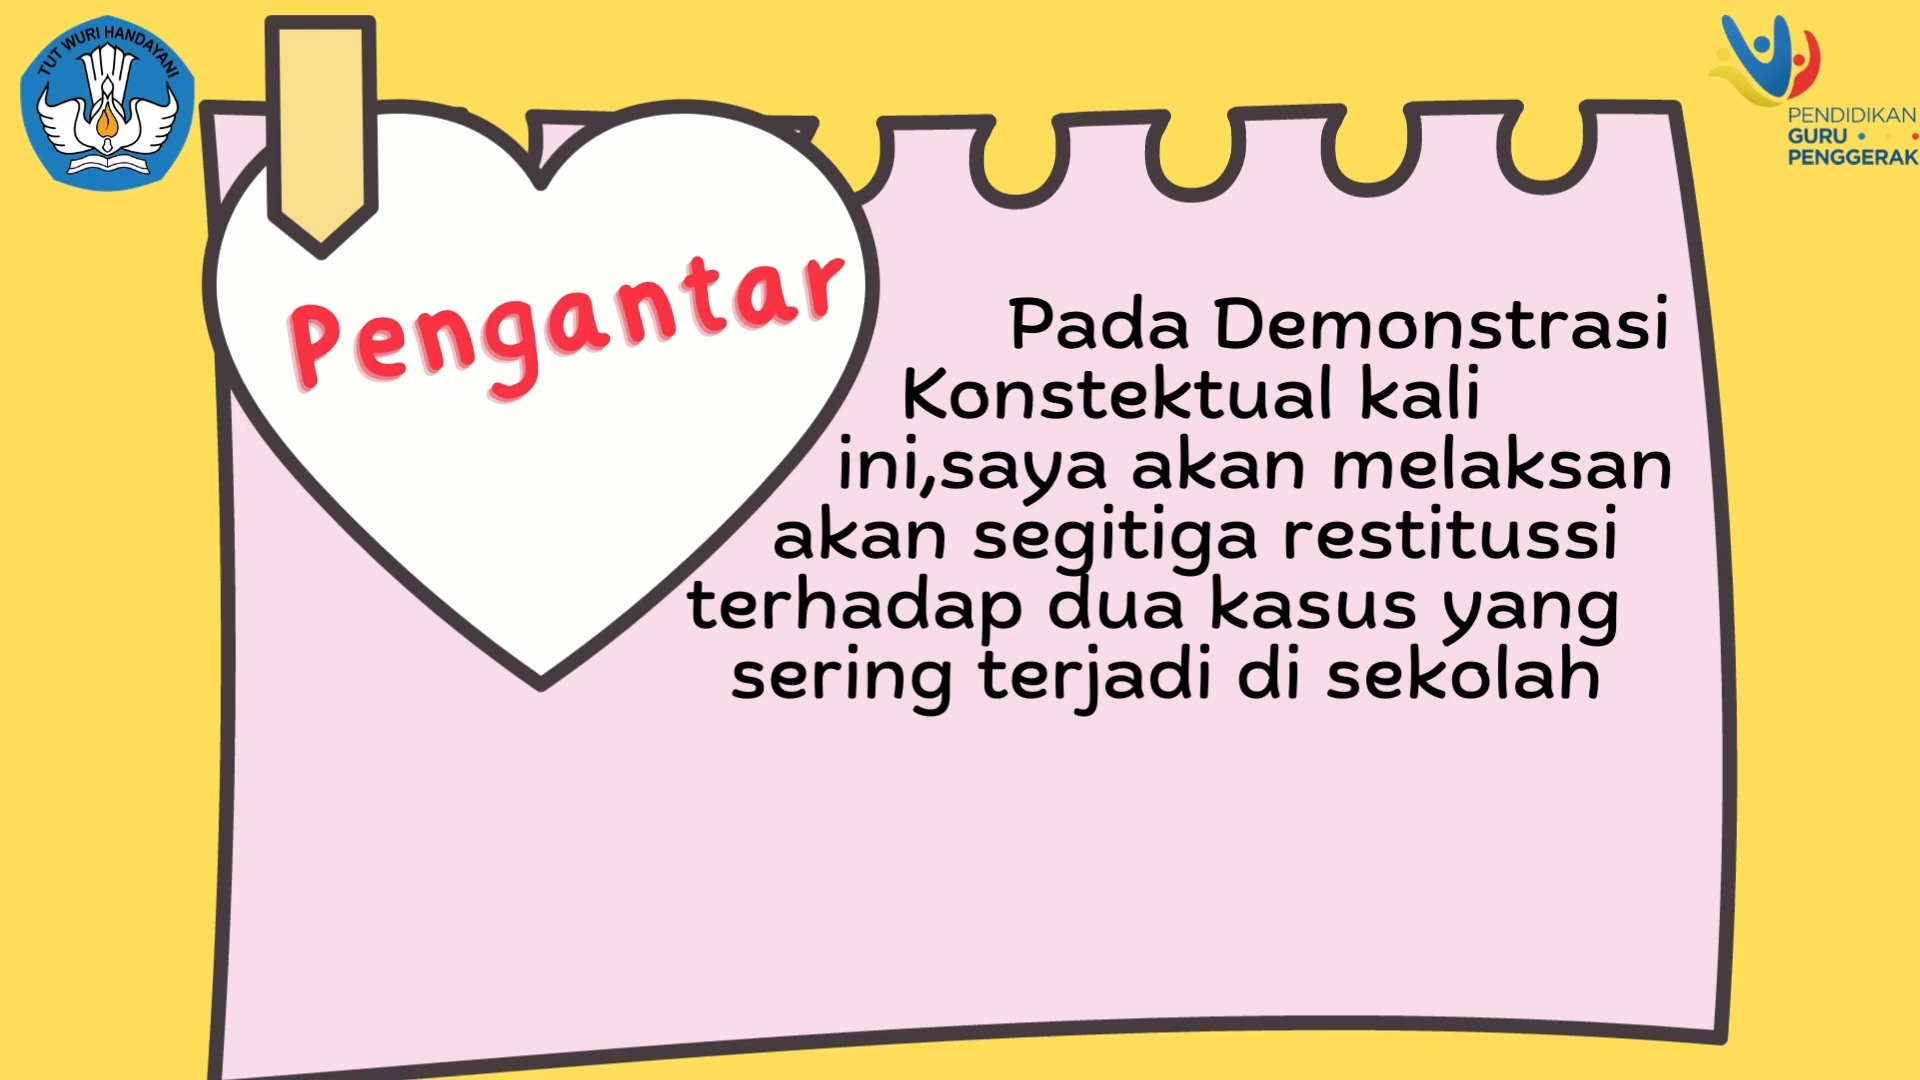 TUT WURI HANDAYANI
PENDIDIKAN
GURU
PENGGERAK
Pengantar
Pada Demonstrasi
Konstektual kali
ini,saya akan melaksan
akan segitiga restitussi
terhadap dua kasus yang
sering terjadi di sekolah